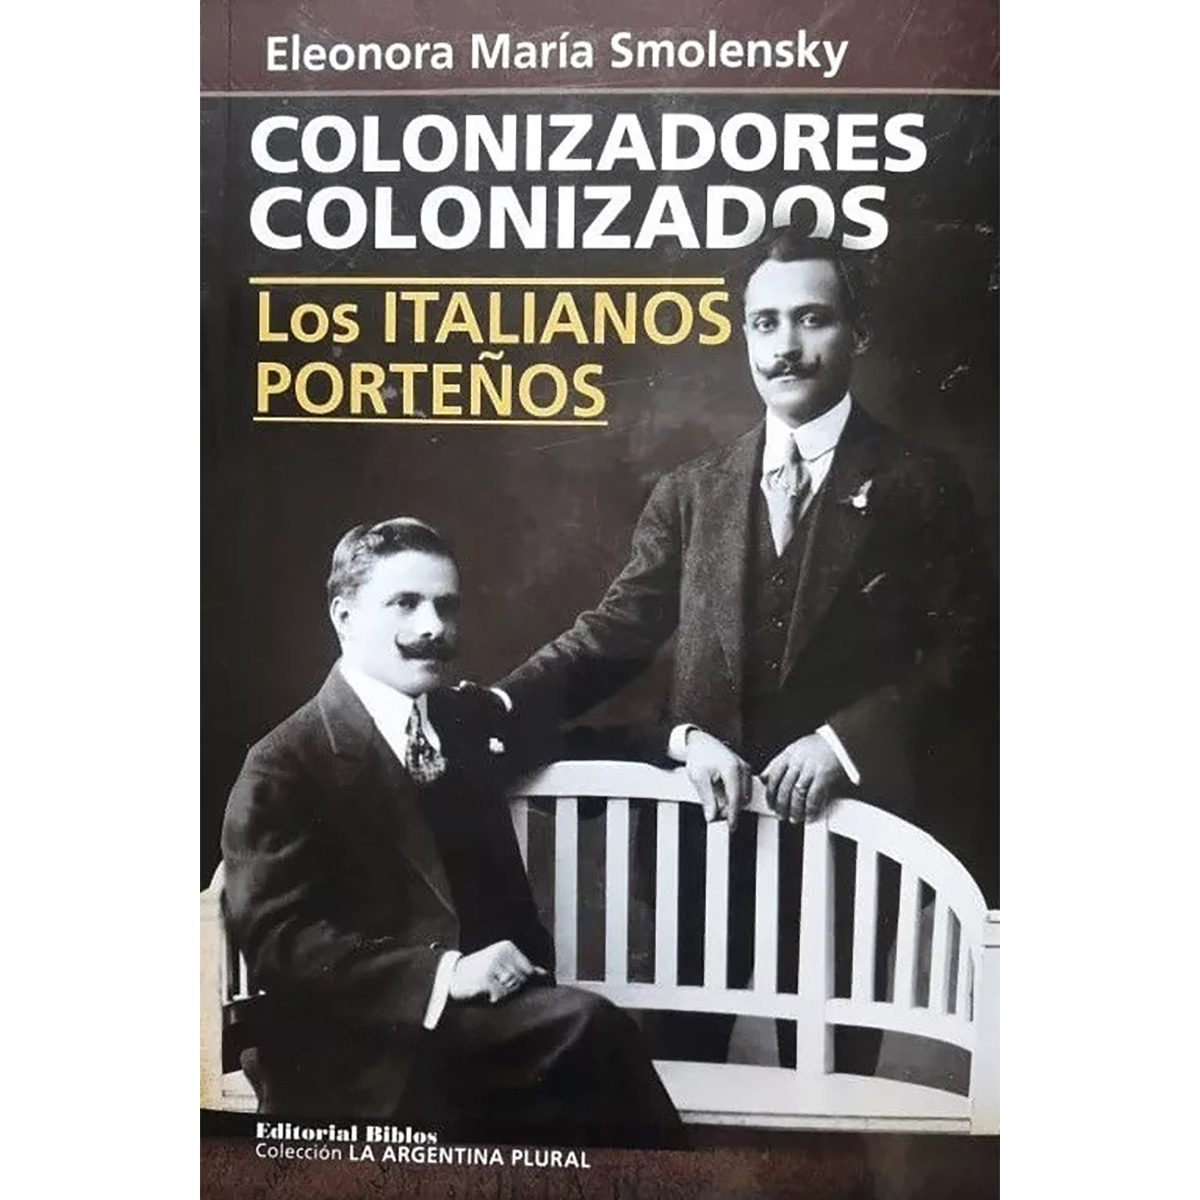 Eleonora María Smolensky
COLONIZADORES
COLONIZADOS
Los ITALIANOS
PORTEÑOS
Editorial Biblos
Colección LA ARGENTINA PLURAL